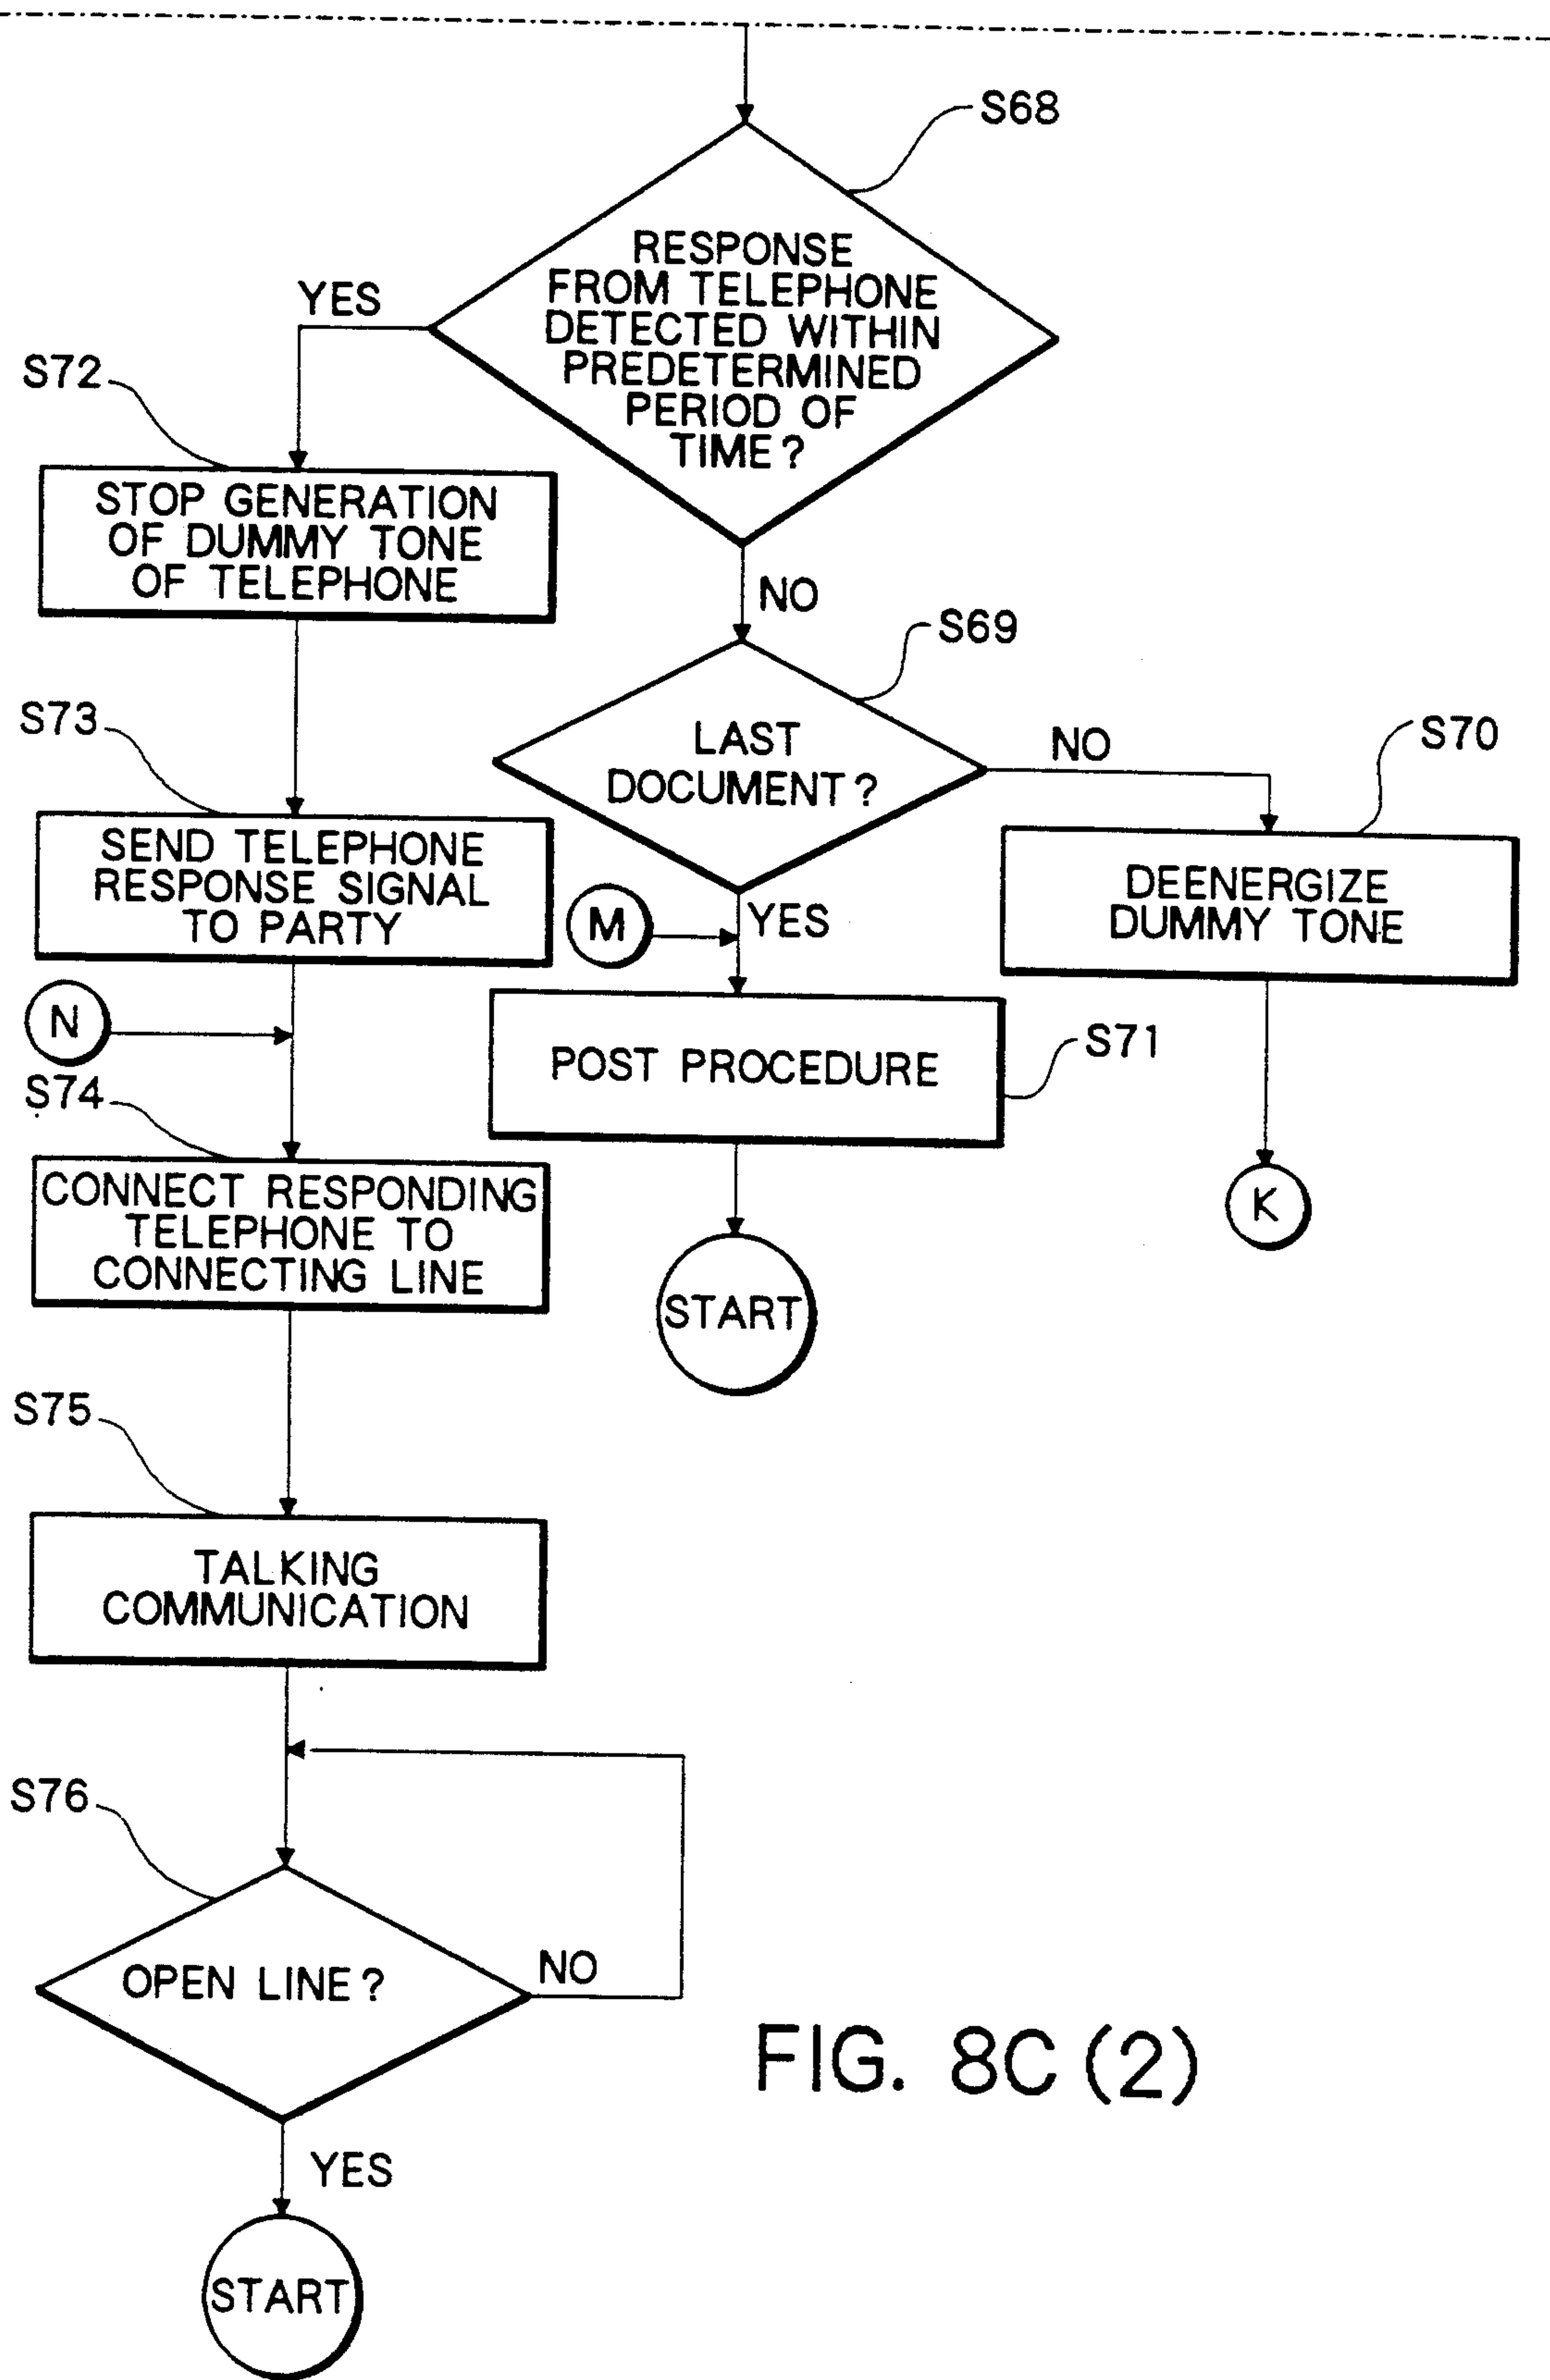 S68
RESPONSE
FROM TELEPHONE
DETECTED WITHIN
PREDETERMINED
PERIOD OF
TIME?
YES
NO
S72
STOP GENERATION
OF DUMMY TONE
OF TELEPHONE
S69
LAST
DOCUMENT?
NO
YES
S70
DEENERGIZE
DUMMY TONE
S73
SEND TELEPHONE
RESPONSE SIGNAL
TO PARTY
M
N
POST PROCEDURE
S71
S74
CONNECT RESPONDING
TELEPHONE TO
CONNECTING LINE
K
START
S75
TALKING
COMMUNICATION
S76
OPEN LINE?
NO
YES
START
FIG. 8C (2)